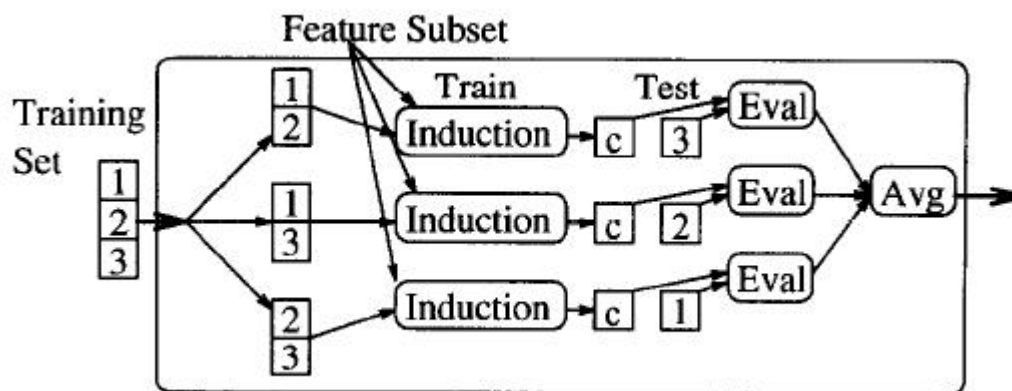 Feature Subset
Training
Set
1
2
3
1
2
Train
Induction
c
Test
3
Eval
1
3
Induction
c
2
Eval
Avg
2
3
Induction
c
1
Eval